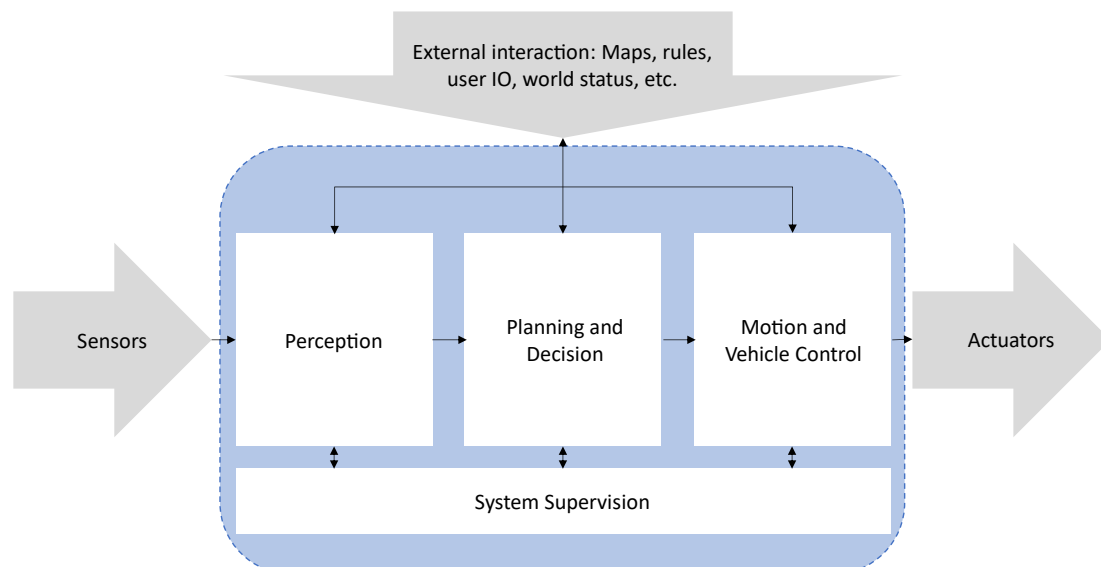 External interaction: Maps, rules,
user IO, world status, etc.
Sensors
Perception
Planning and
Decision
Motion and
Vehicle Control
Actuators
System Supervision